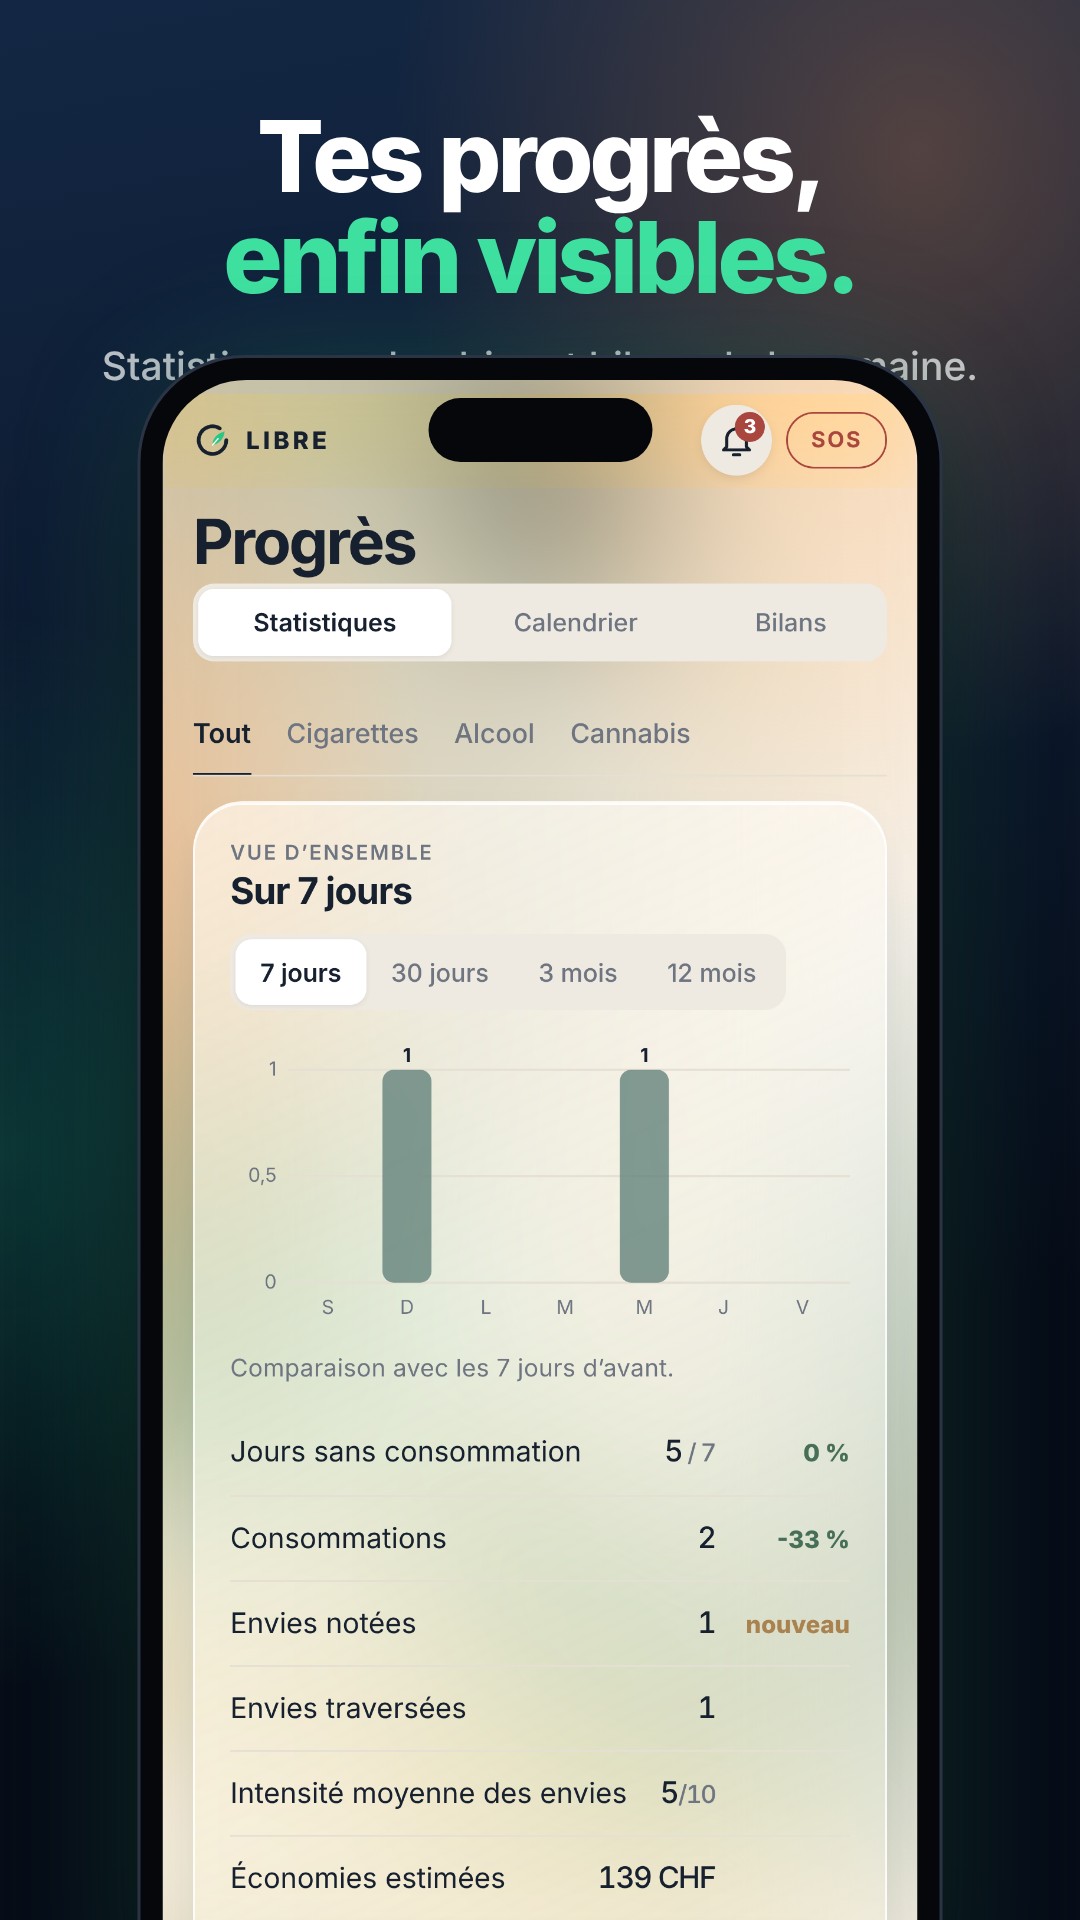 Tes progrès,
enfin visibles.
maine.
LIBRE
3
SOS
Progrès
Statistiques Calendrier Bilans
Tout Cigarettes Alcool Cannabis
VUE D’ENSEMBLE
Sur 7 jours
7 jours 30 jours 3 mois 12 mois
1 1
1
0,5
0
S D L M M J V
Comparaison avec les 7 jours d’avant.
Jours sans consommation 5 / 7 0 %
Consommations 2 -33 %
Envies notées 1 nouveau
Envies traversées 1
Intensité moyenne des envies 5/10
Économies estimées 139 CHF